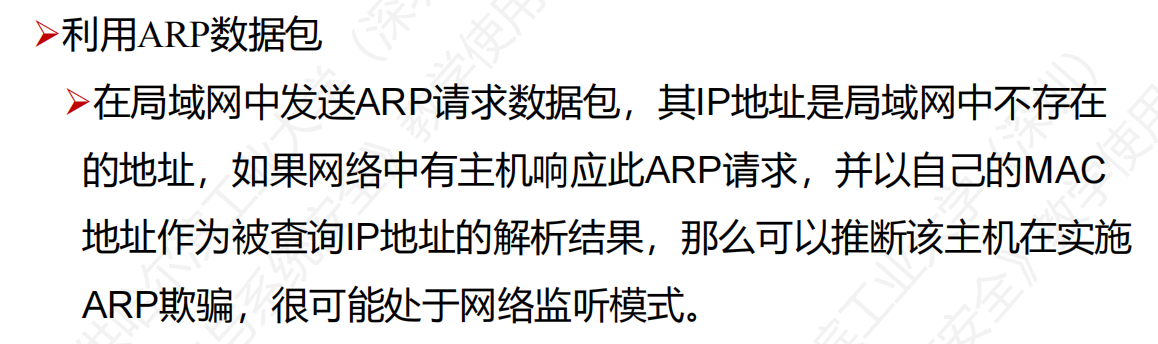 ➢利用ARP数据包
➢在局域网中发送ARP请求数据包，其IP地址是局域网中不存在
的地址，如果网络中有主机响应此ARP请求，并以自己的MAC
地址作为被查询IP地址的解析结果，那么可以推断该主机在实施
ARP欺骗，很可能处于网络监听模式。